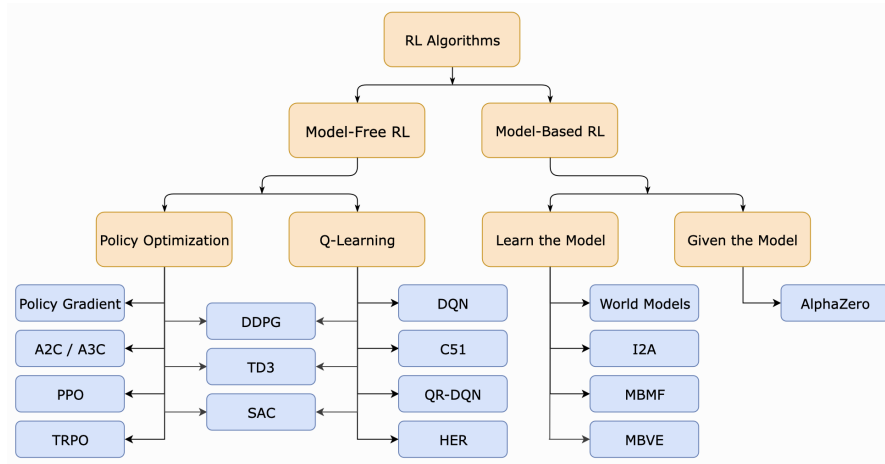 RL Algorithms
Model-Free RL
Model-Based RL
Policy Optimization
Q-Learning
Learn the Model
Given the Model
Policy Gradient
DDPG
DQN
World Models
AlphaZero
A2C / A3C
TD3
C51
I2A
PPO
SAC
QR-DQN
MBMF
TRPO
HER
MBVE